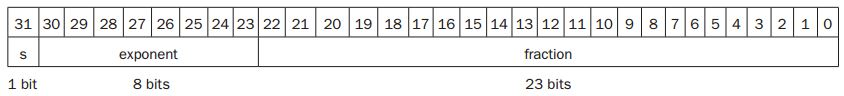 31 30 29 28 27 26 25 24 23 22 21 20 19 18 17 16 15 14 13 12 11 10 9 8 7 6 5 4 3 2 1 0
s exponent fraction
1 bit 8 bits 23 bits